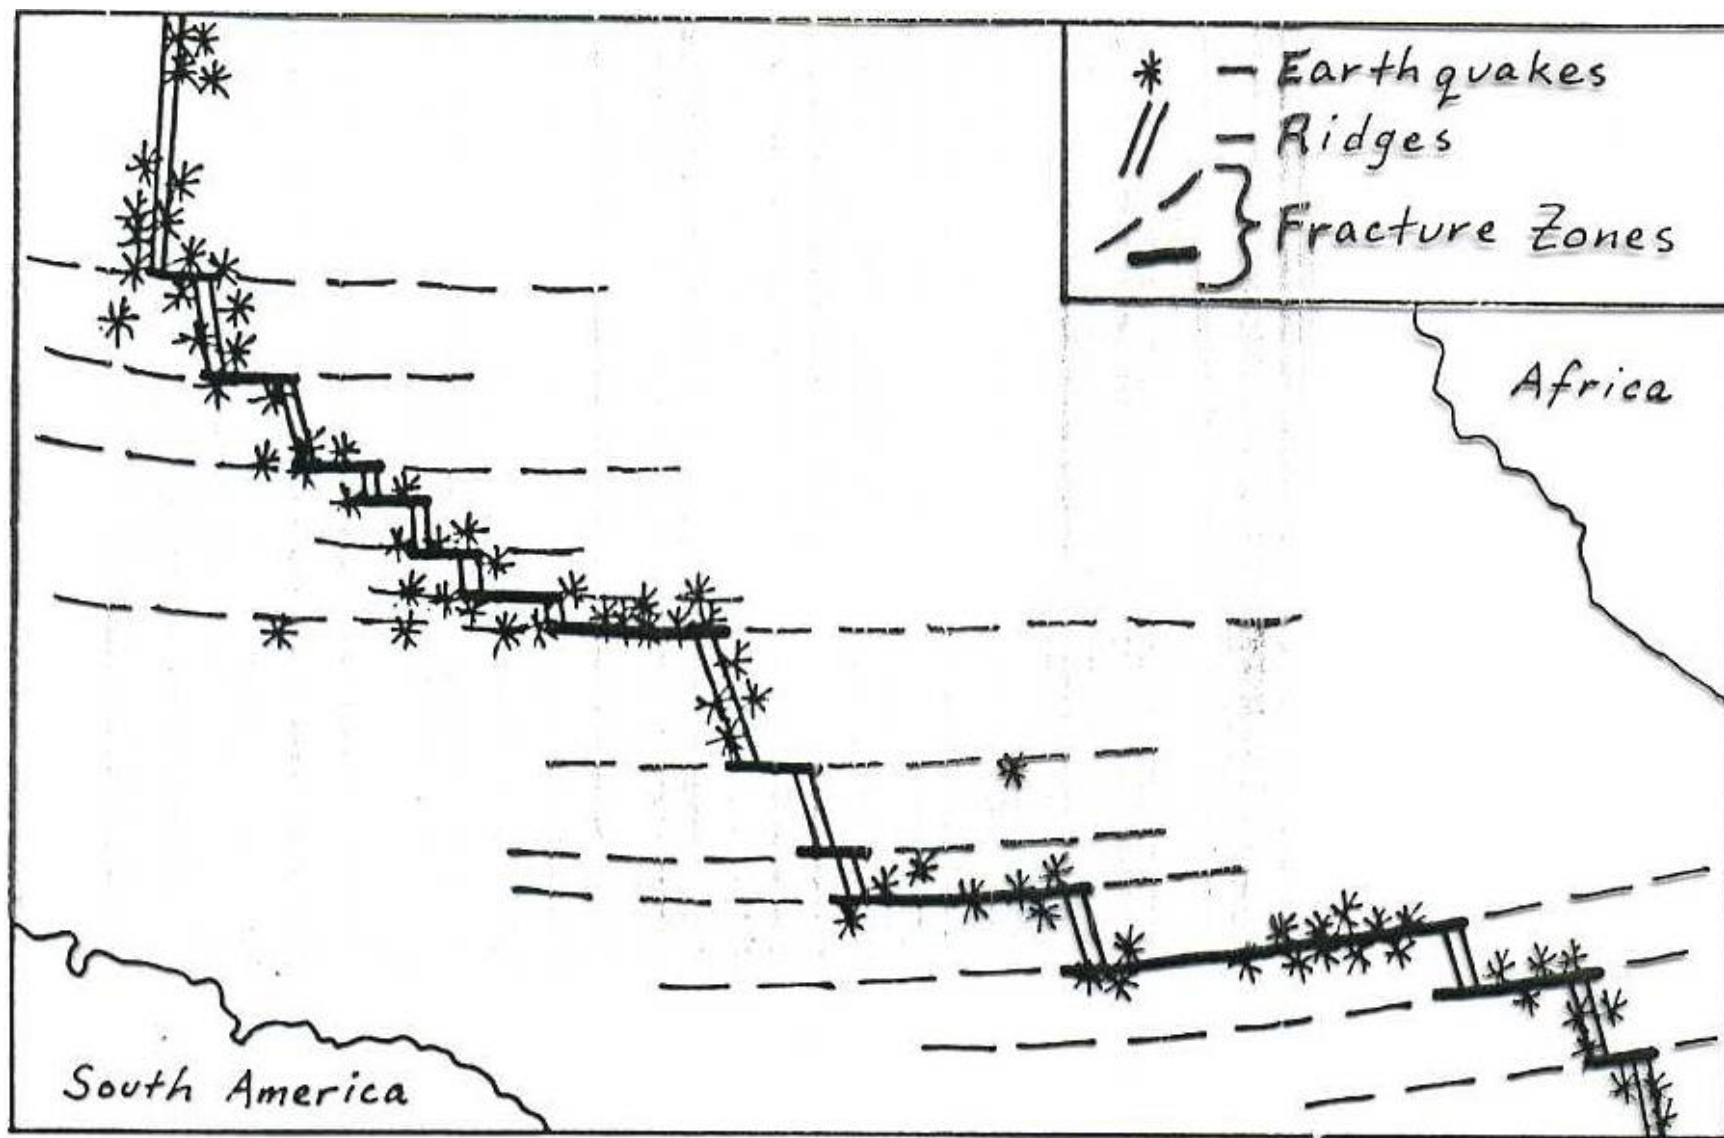 — Earthquakes
— Ridges
Fracture Zones
Africa
South America